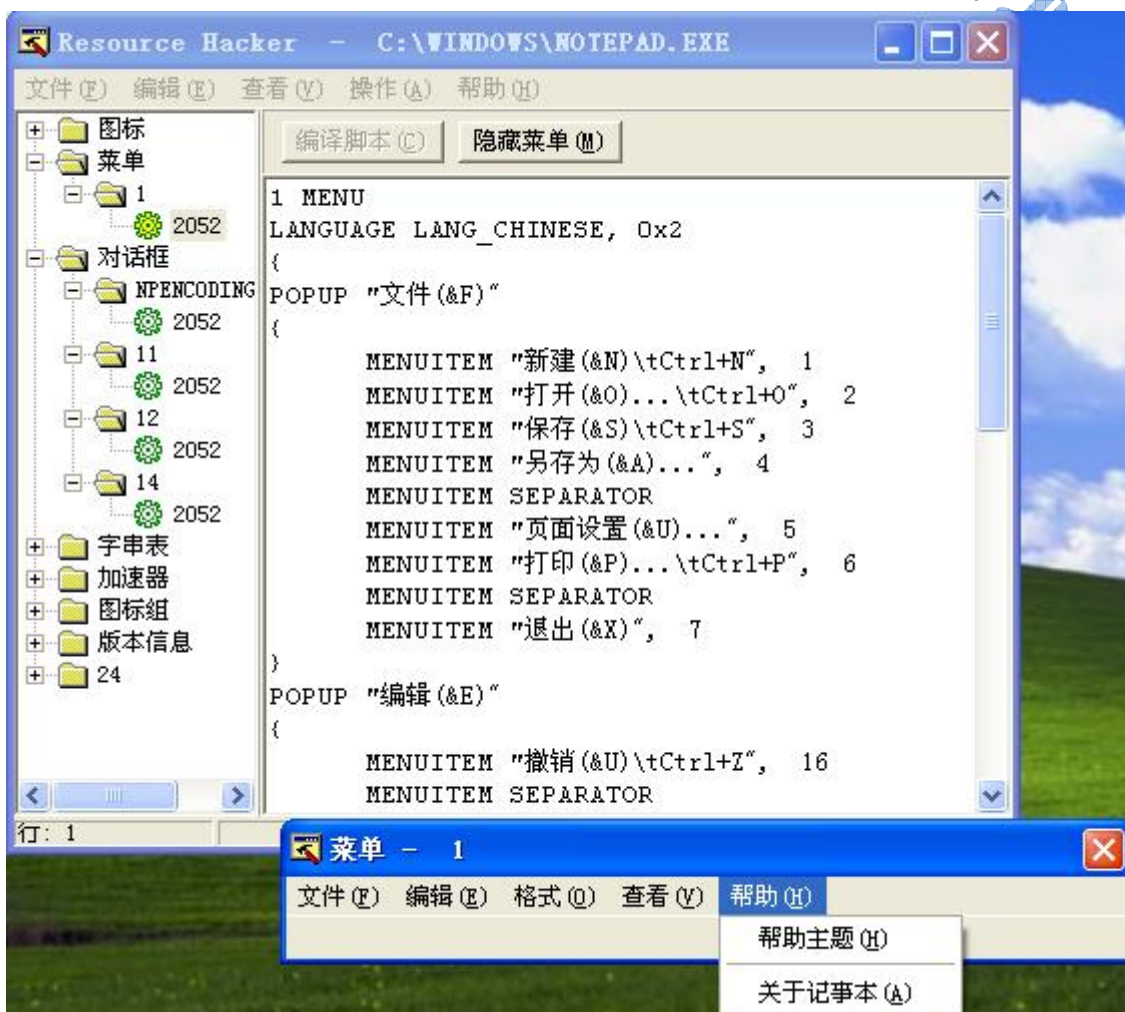 Resource Hacker - C:\WINDOWS\NOTEPAD.EXE
文件(F) 编辑(E) 查看(V) 操作(A) 帮助(H)
图标
菜单
1
2052
对话框
NPENCODING
2052
11
2052
12
2052
14
2052
字串表
加速器
图标组
版本信息
24
编译脚本(C) 隐藏菜单(M)
1 MENU
LANGUAGE LANG_CHINESE, 0x2
{
POPUP "文件(&F)"
{
MENUITEM "新建(&N)\tCtrl+N", 1
MENUITEM "打开(&O)...\tCtrl+O", 2
MENUITEM "保存(&S)\tCtrl+S", 3
MENUITEM "另存为(&A)...", 4
MENUITEM SEPARATOR
MENUITEM "页面设置(&U)...", 5
MENUITEM "打印(&P)...\tCtrl+P", 6
MENUITEM SEPARATOR
MENUITEM "退出(&X)", 7
}
POPUP "编辑(&E)"
{
MENUITEM "撤销(&U)\tCtrl+Z", 16
MENUITEM SEPARATOR
行: 1
菜单 - 1
文件(F) 编辑(E) 格式(O) 查看(V) 帮助(H)
帮助主题(H)
关于记事本(A)